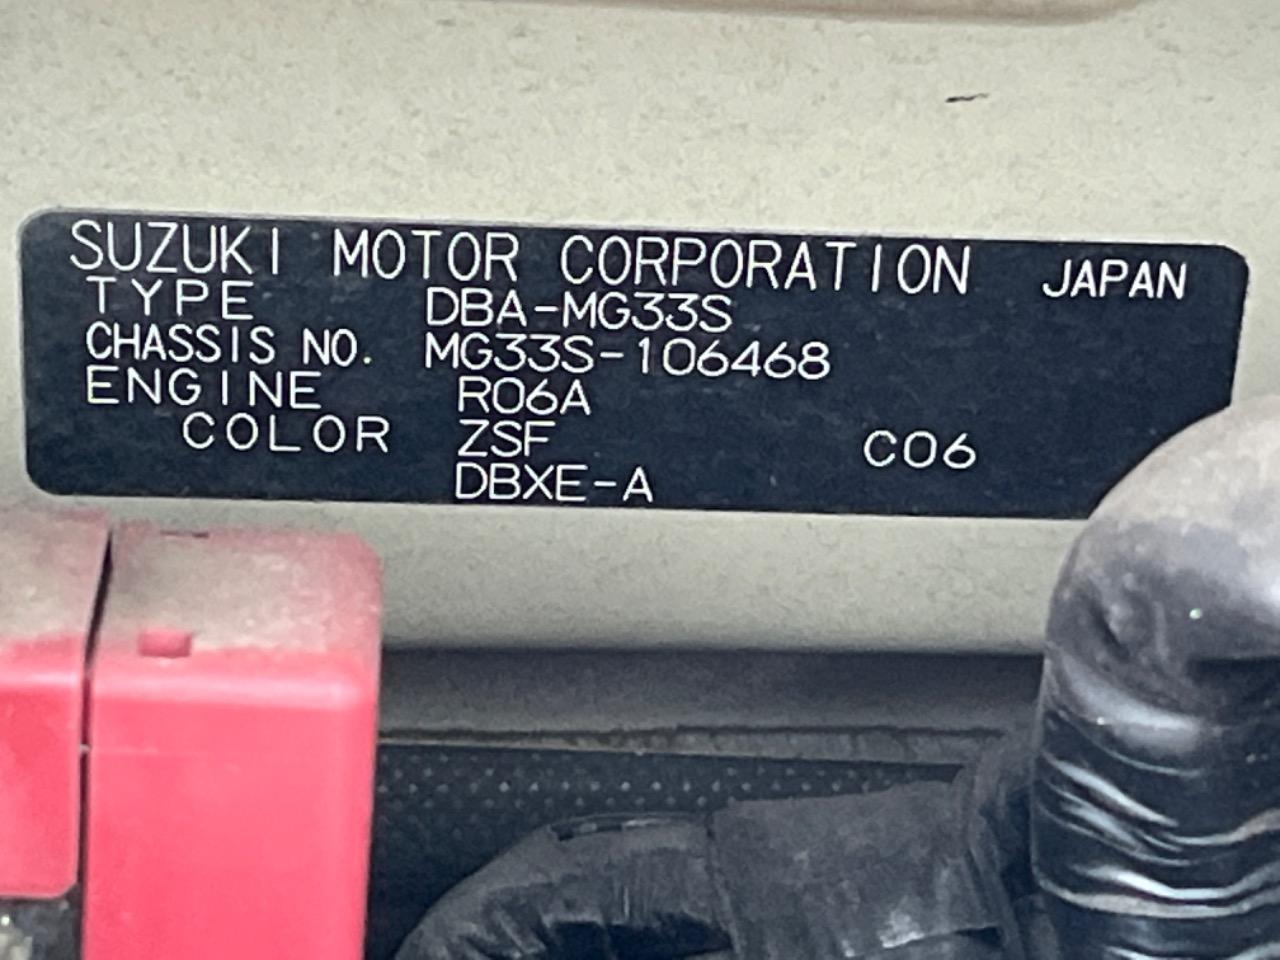 SUZUKI MOTOR CORPORATION JAPAN
TYPE DBA-MG33S
CHASSIS NO. MG33S-106468
ENGINE R06A
COLOR ZSF C06
DBXE-A